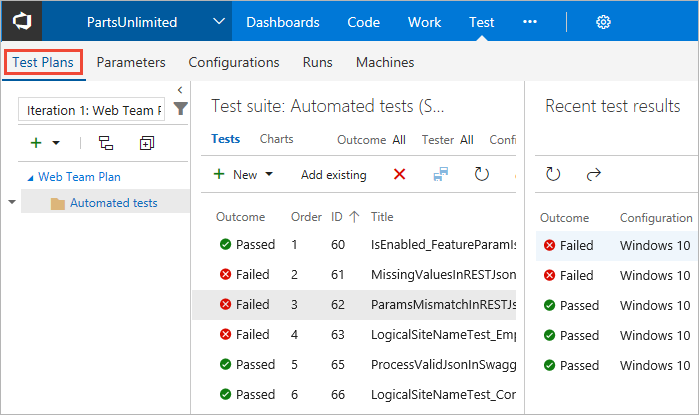 PartsUnlimited Dashboards Code Work Test
Test Plans Parameters Configurations Runs Machines
Iteration 1: Web Team P
Web Team Plan
Automated tests
Test suite: Automated tests (S...
Tests Charts Outcome All Tester All Confi
New Add existing
Outcome Order ID Title
Passed 1 60 IsEnabled_FeatureParamIs
Failed 2 61 MissingValuesInRESTJson
Failed 3 62 ParamsMismatchInRESTJs
Failed 4 63 LogicalSiteNameTest_Emp
Passed 5 65 ProcessValidJsonInSwagg
Passed 6 66 LogicalSiteNameTest_Con
Recent test results
Outcome Configuration
Failed Windows 10
Failed Windows 10
Passed Windows 10
Passed Windows 10
Passed Windows 10